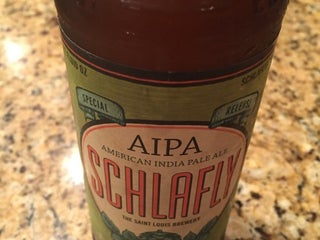 SPECIAL RELEASE
AIPA
AMERICAN INDIA PALE ALE
SCHLAFLY
THE SAINT LOUIS BREWERY